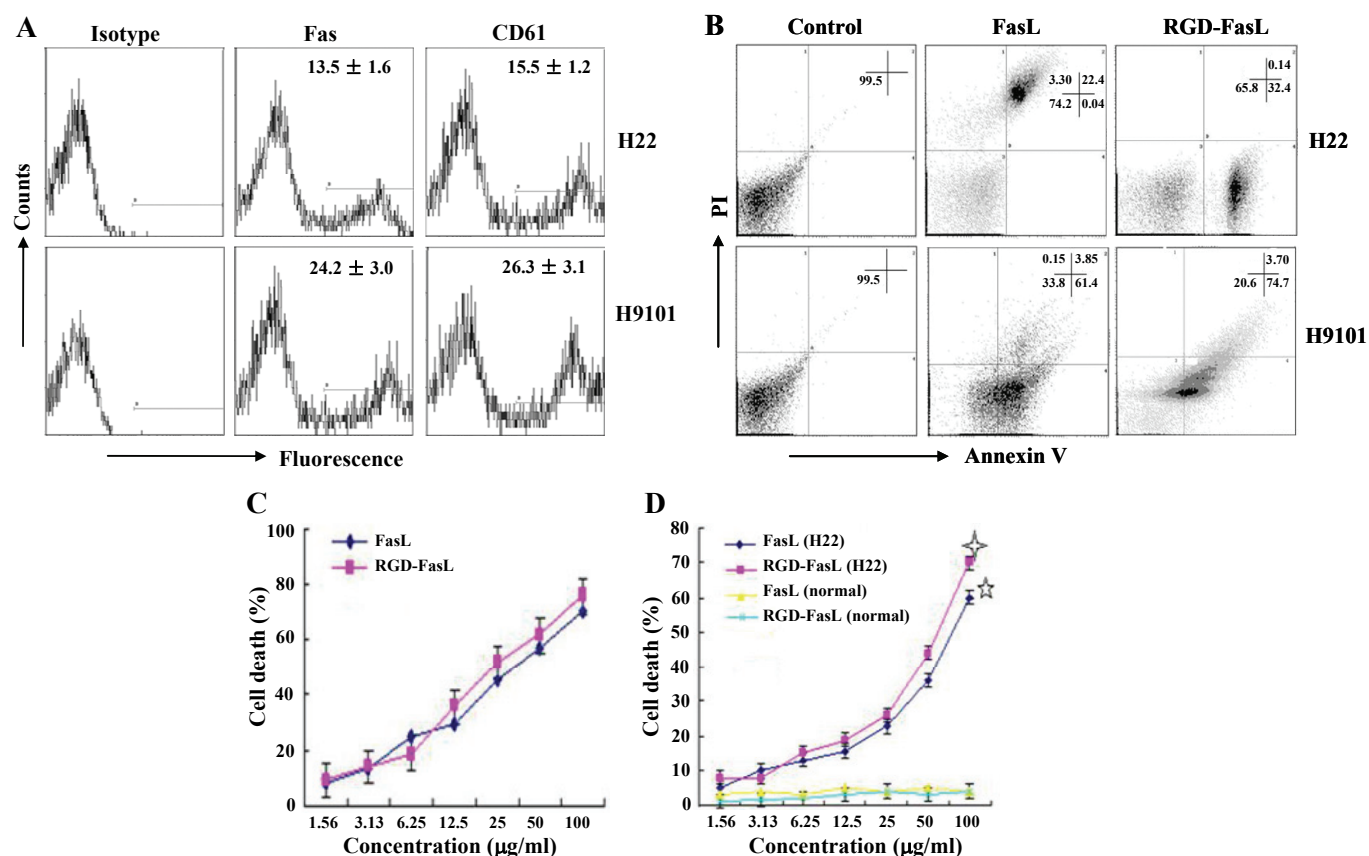 A
Isotype
Fas
CD61
13.5 ± 1.6
15.5 ± 1.2
H22
Counts
24.2 ± 3.0
26.3 ± 3.1
H9101
Fluorescence
B
Control
FasL
RGD-FasL
99.5
3.30 22.4
74.2 0.04
0.14
65.8 32.4
H22
PI
99.5
0.15 3.85
33.8 61.4
3.70
20.6 74.7
H9101
Annexin V
C
FasL
RGD-FasL
Cell death (%)
100
80
60
40
20
0
1.56 3.13 6.25 12.5 25 50 100
Concentration (μg/ml)
D
FasL (H22)
RGD-FasL (H22)
FasL (normal)
RGD-FasL (normal)
Cell death (%)
80
70
60
50
40
30
20
10
0
1.56 3.13 6.25 12.5 25 50 100
Concentration (μg/ml)